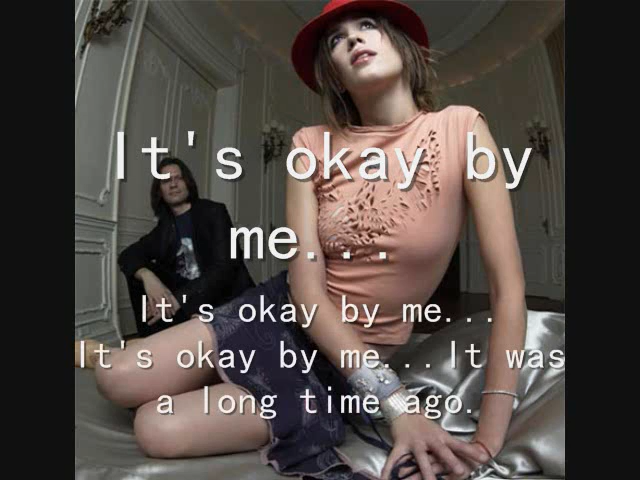 It's okay by
me...
It's okay by me...
It's okay by me...It was
a long time ago.